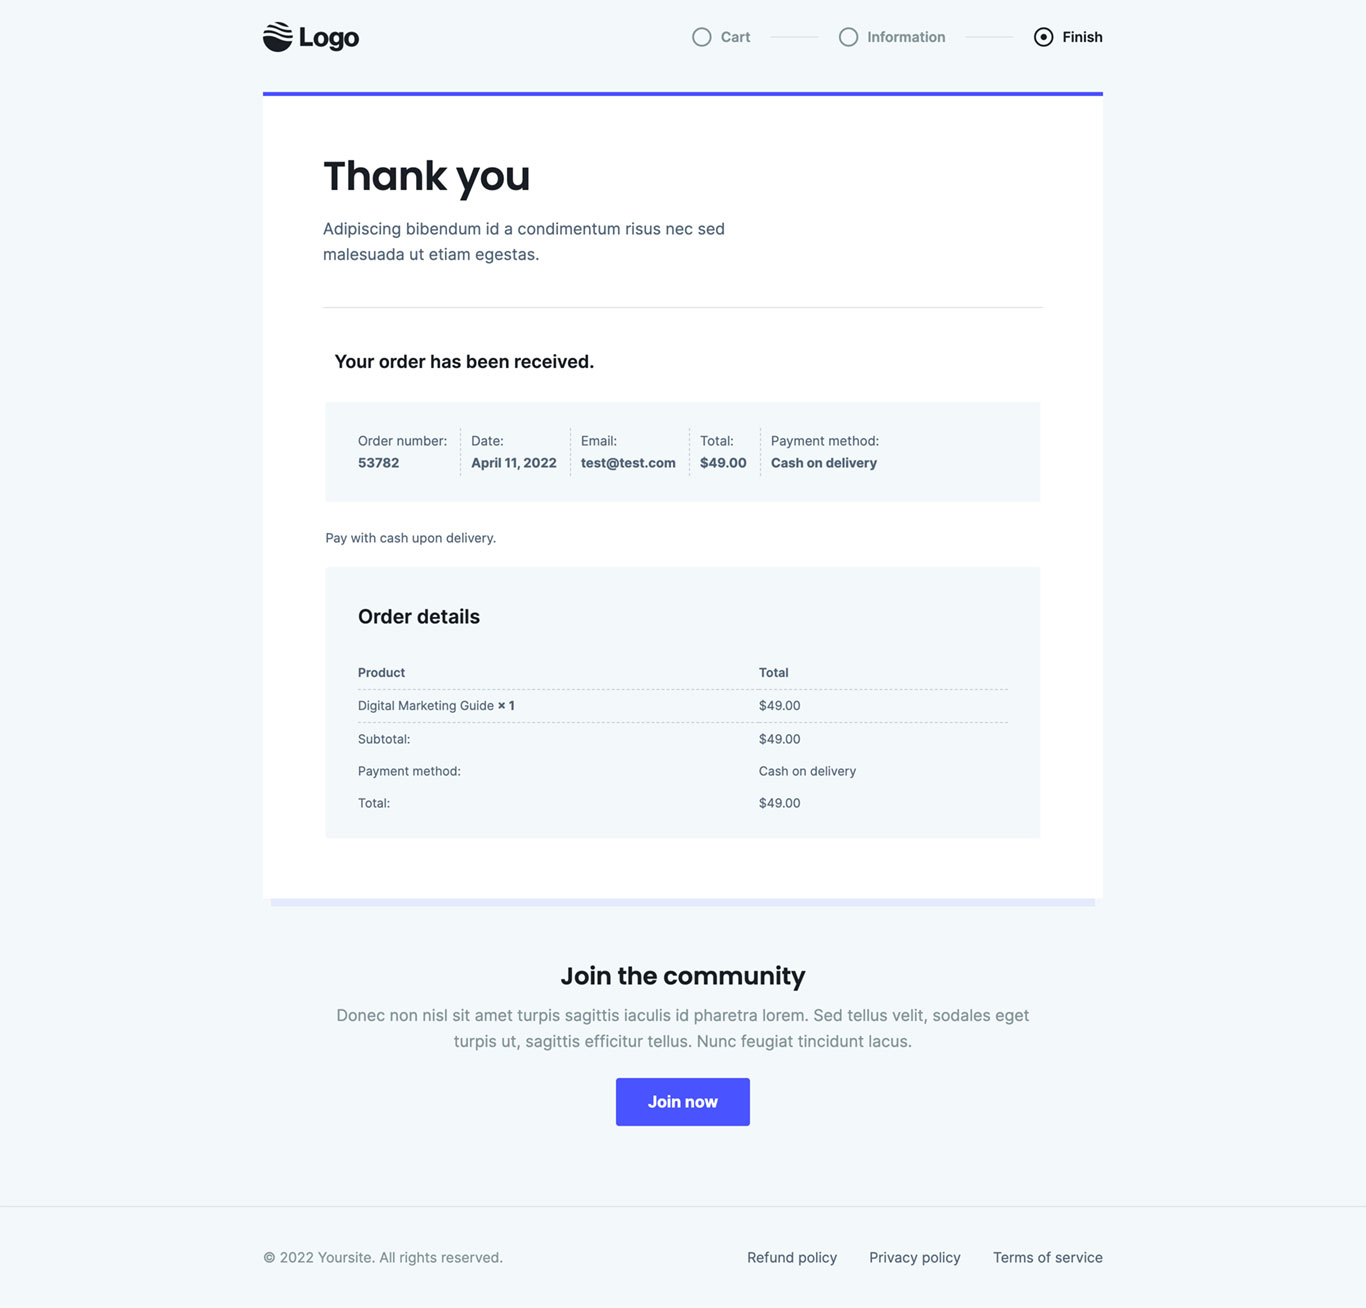 Logo
Cart Information Finish
Thank you
Adipiscing bibendum id a condimentum risus nec sed
malesuada ut etiam egestas.
Your order has been received.
Order number: Date: Email: Total: Payment method:
53782 April 11, 2022 test@test.com $49.00 Cash on delivery
Pay with cash upon delivery.
Order details
Product Total
Digital Marketing Guide × 1 $49.00
Subtotal: $49.00
Payment method: Cash on delivery
Total: $49.00
Join the community
Donec non nisl sit amet turpis sagittis iaculis id pharetra lorem. Sed tellus velit, sodales eget
turpis ut, sagittis efficitur tellus. Nunc feugiat tincidunt lacus.
Join now
© 2022 Yoursite. All rights reserved. Refund policy Privacy policy Terms of service